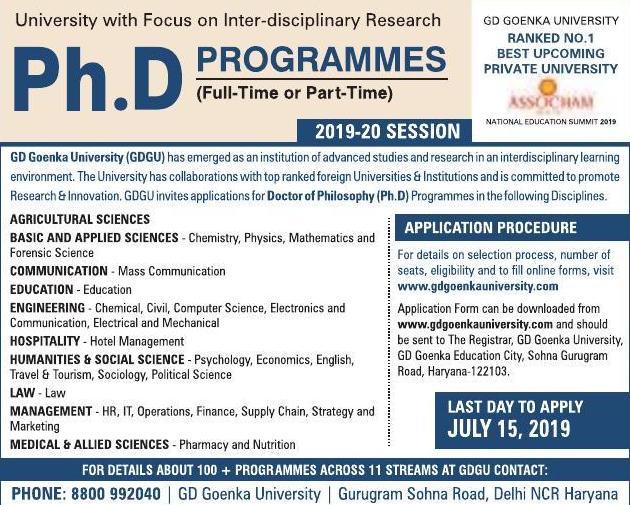 University with Focus on Inter-disciplinary Research
Ph.D PROGRAMMES
(Full-Time or Part-Time)
2019-20 SESSION
GD GOENKA UNIVERSITY
RANKED NO.1
BEST UPCOMING
PRIVATE UNIVERSITY
ASSOCHAM
NATIONAL EDUCATION SUMMIT 2019
GD Goenka University (GDGU) has emerged as an institution of advanced studies and research in an interdisciplinary learning
environment. The University has collaborations with top ranked foreign Universities & Institutions and is committed to promote
Research & Innovation. GDGU invites applications for Doctor of Philosophy (Ph.D) Programmes in the following Disciplines.
AGRICULTURAL SCIENCES
BASIC AND APPLIED SCIENCES - Chemistry, Physics, Mathematics and
Forensic Science
COMMUNICATION - Mass Communication
EDUCATION - Education
ENGINEERING - Chemical, Civil, Computer Science, Electronics and
Communication, Electrical and Mechanical
HOSPITALITY - Hotel Management
HUMANITIES & SOCIAL SCIENCE - Psychology, Economics, English,
Travel & Tourism, Sociology, Political Science
LAW - Law
MANAGEMENT - HR, IT, Operations, Finance, Supply Chain, Strategy and
Marketing
MEDICAL & ALLIED SCIENCES - Pharmacy and Nutrition
APPLICATION PROCEDURE
For details on selection process, number of
seats, eligibility and to fill online forms, visit
www.gdgoenkauniversity.com
Application Form can be downloaded from
www.gdgoenkauniversity.com and should
be sent to The Registrar, GD Goenka University,
GD Goenka Education City, Sohna Gurugram
Road, Haryana-122103.
LAST DAY TO APPLY
JULY 15, 2019
FOR DETAILS ABOUT 100 + PROGRAMMES ACROSS 11 STREAMS AT GDGU CONTACT:
PHONE: 8800 992040 | GD Goenka University | Gurugram Sohna Road, Delhi NCR Haryana